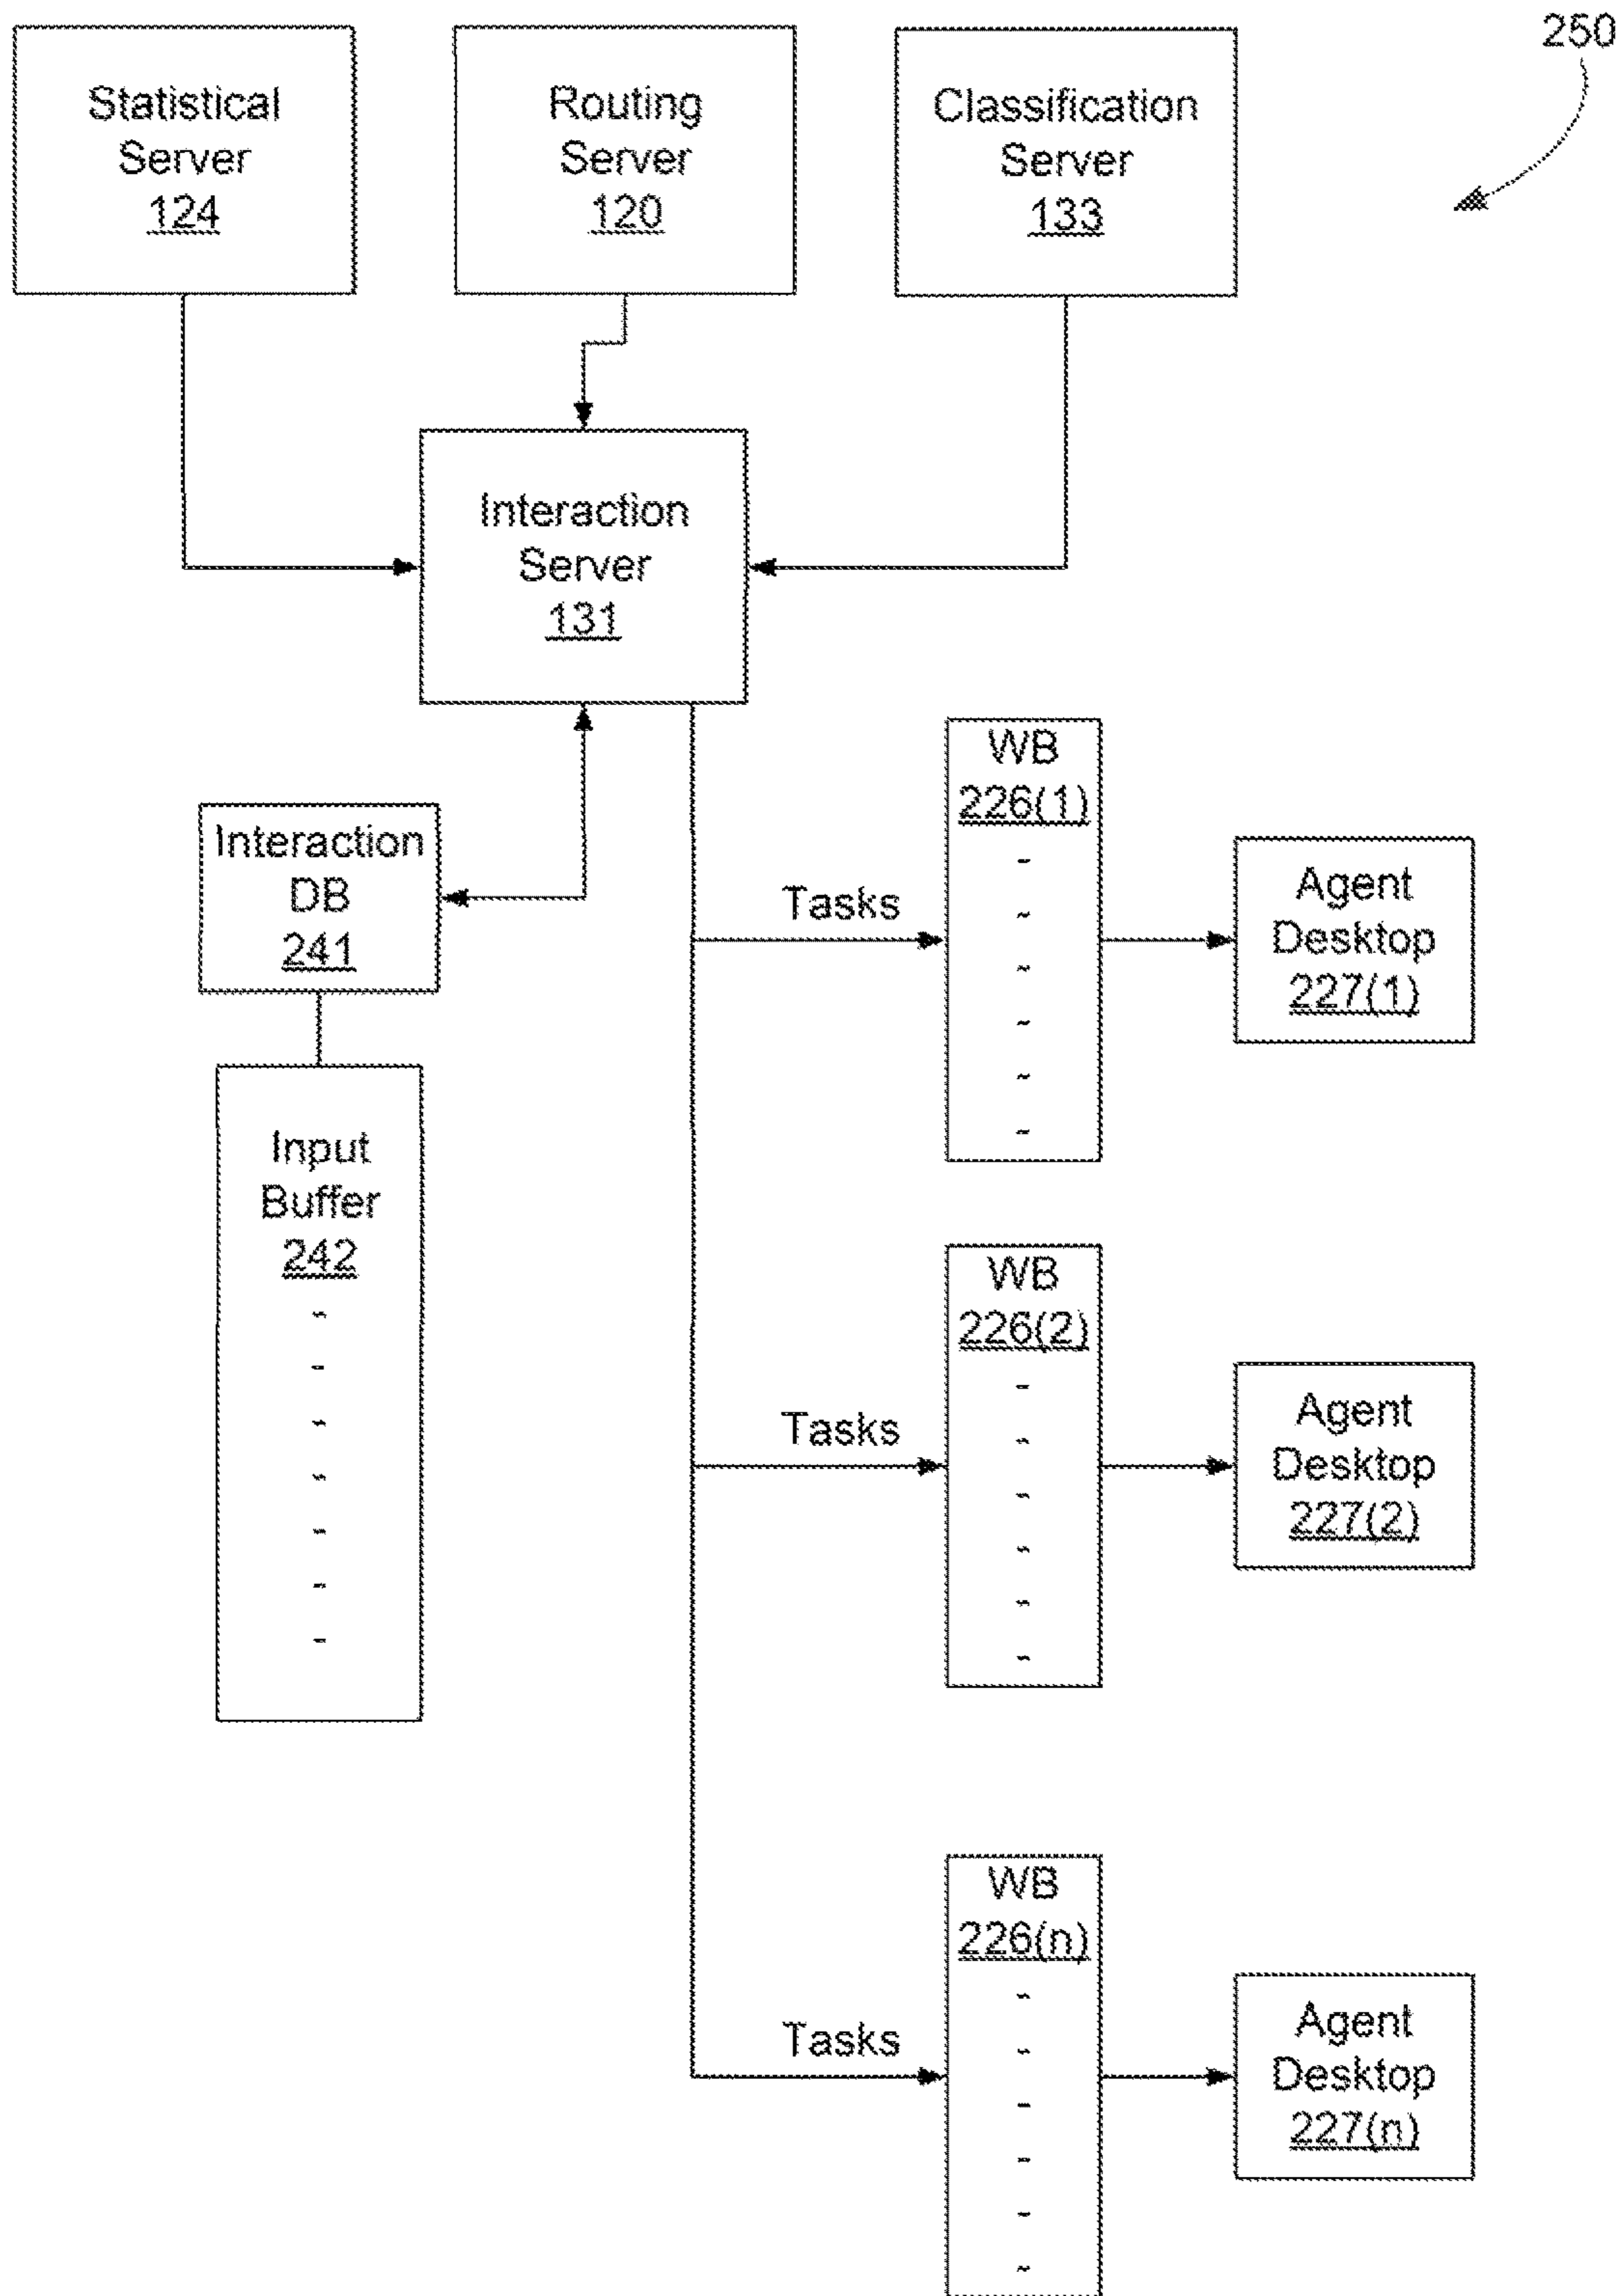 250
Statistical
Server
124
Routing
Server
120
Classification
Server
133
Interaction
Server
131
Interaction
DB
241
Input
Buffer
242
Tasks
WB
226(1)
Agent
Desktop
227(1)
Tasks
WB
226(2)
Agent
Desktop
227(2)
Tasks
WB
226(n)
Agent
Desktop
227(n)